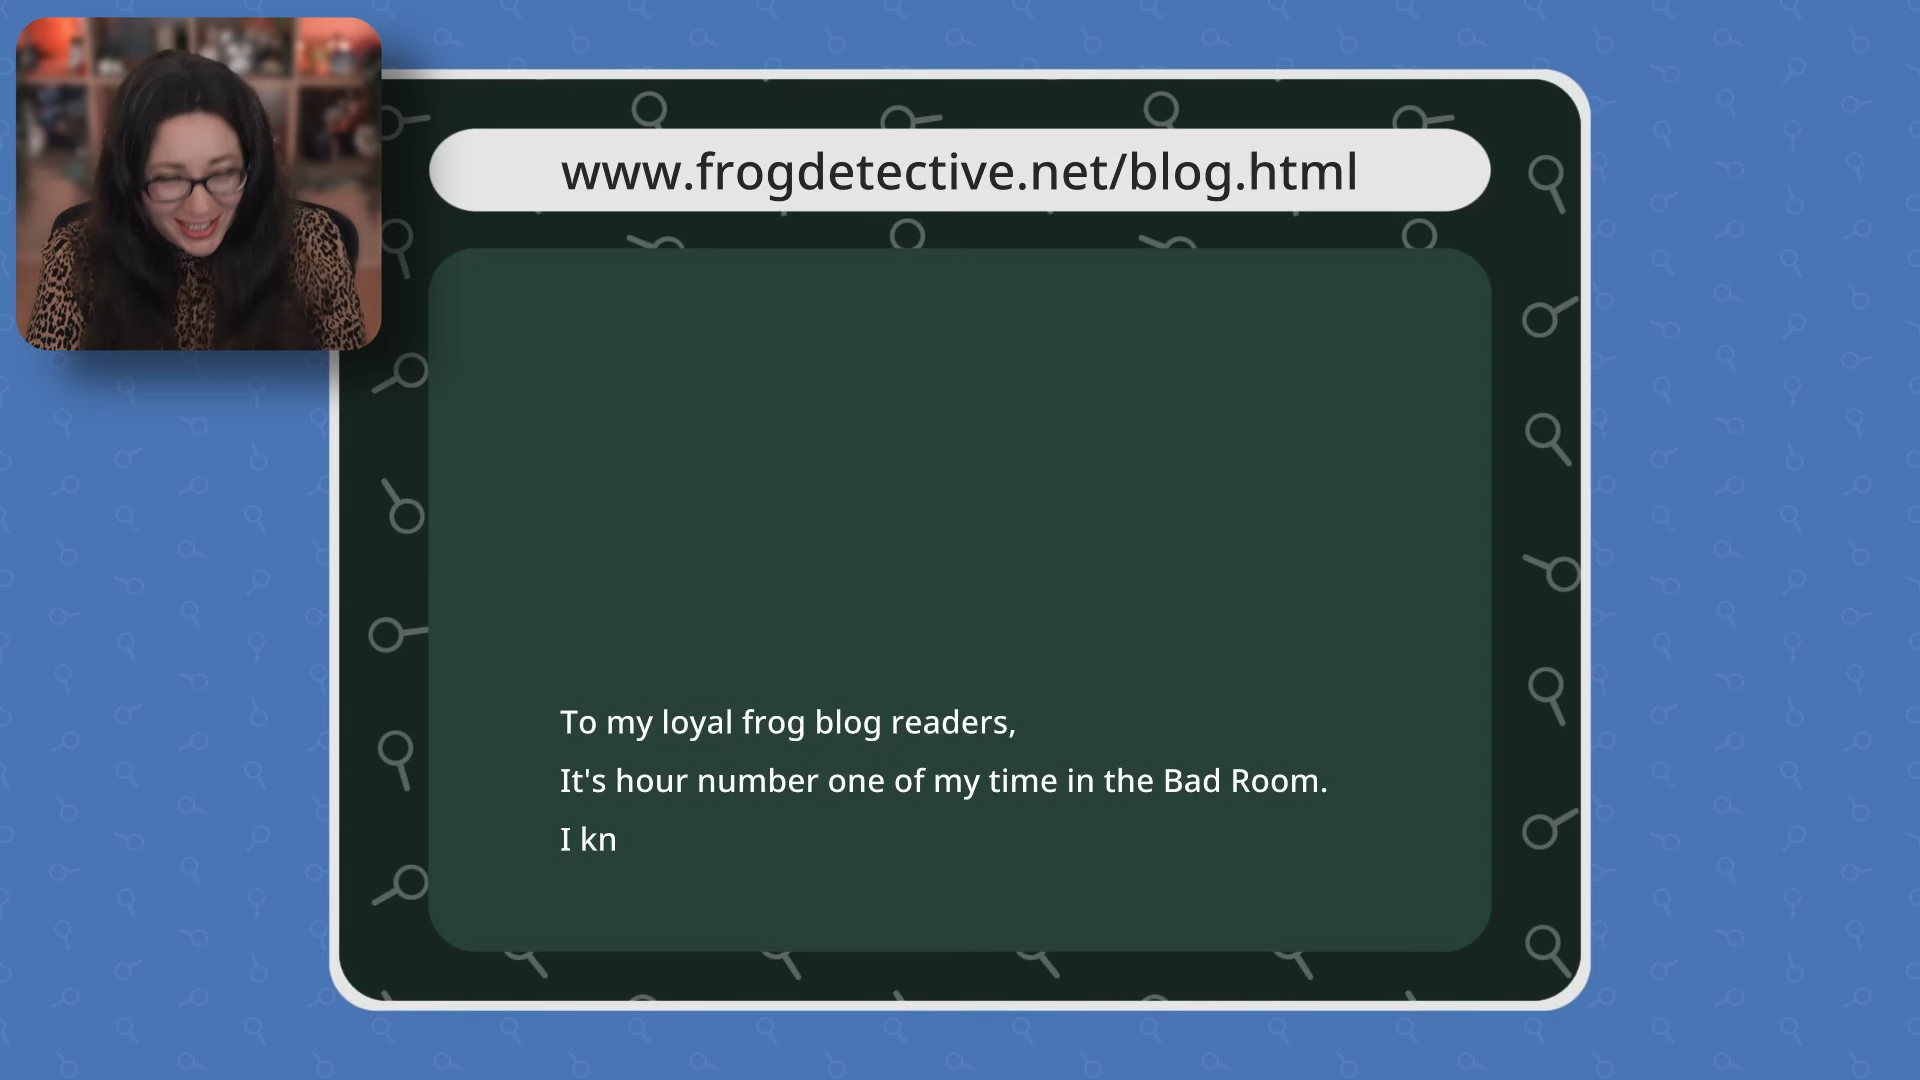 www.frogdetective.net/blog.html
To my loyal frog blog readers,
It's hour number one of my time in the Bad Room.
I kn